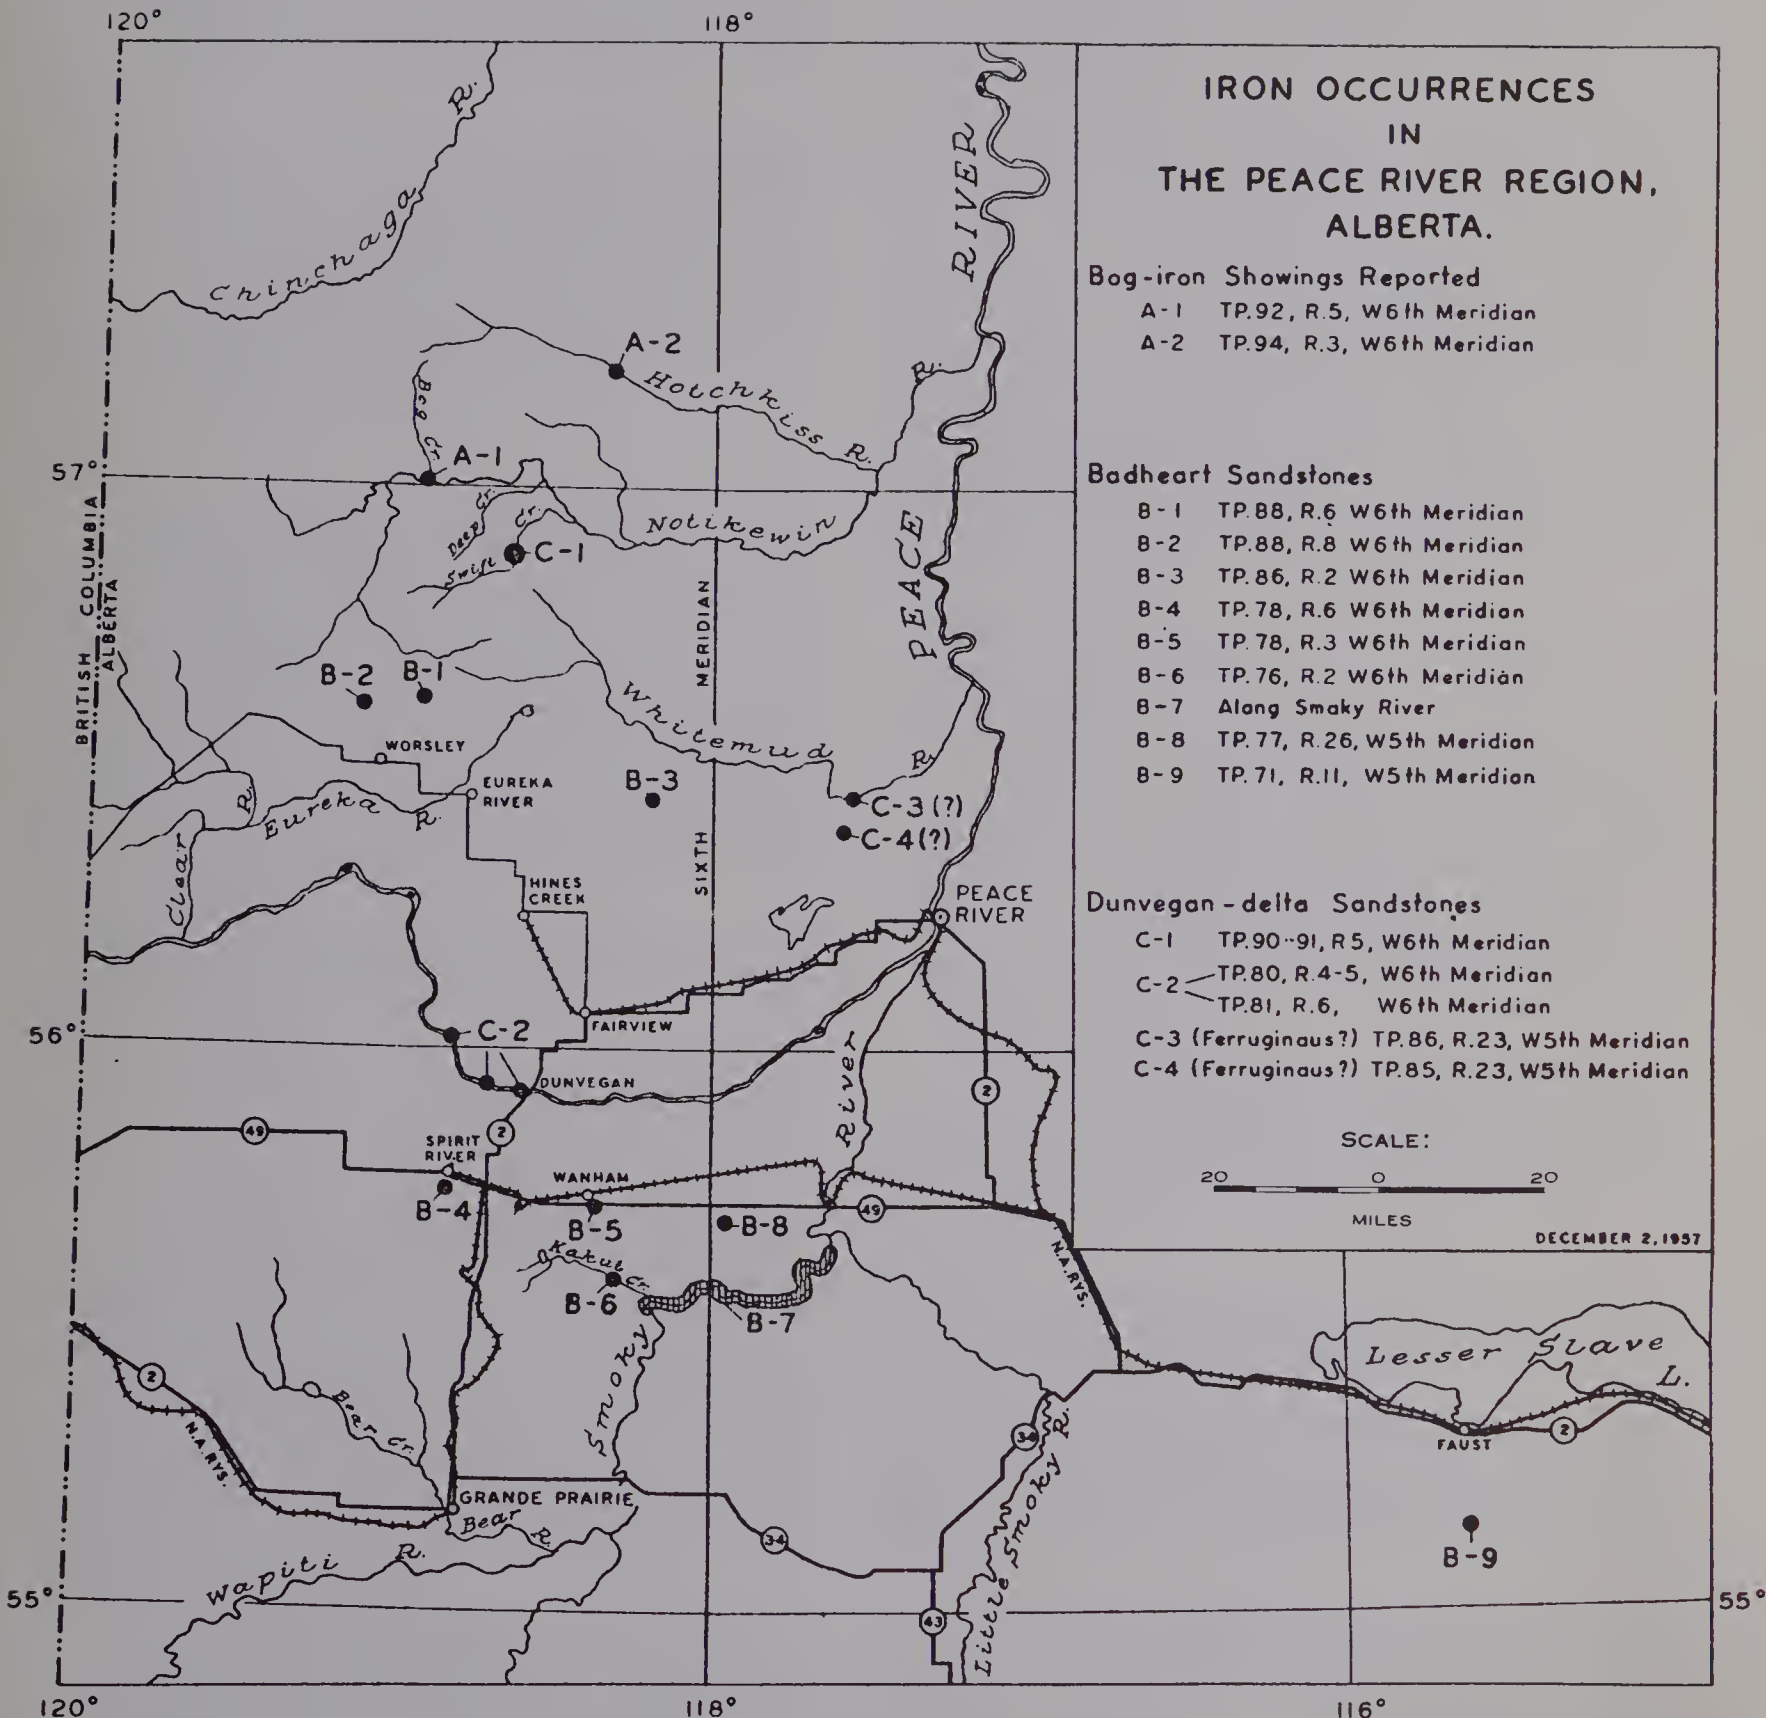 120°
118°
IRON OCCURRENCES
IN
THE PEACE RIVER REGION,
ALBERTA.
Bog-iron Showings Reported
A-1 TP.92, R.5, W6th Meridian
A-2 TP.94, R.3, W6th Meridian
Badheart Sandstones
B-1 TP.88, R.6 W6th Meridian
B-2 TP.88, R.8 W6th Meridian
B-3 TP.86, R.2 W6th Meridian
B-4 TP.78, R.6 W6th Meridian
B-5 TP.78, R.3 W6th Meridian
B-6 TP.76, R.2 W6th Meridian
B-7 Along Smaky River
B-8 TP.77, R.26, W5th Meridian
B-9 TP.71, R.11, W5th Meridian
Dunvegan-delta Sandstones
C-1 TP.90-91, R5, W6th Meridian
C-2 TP.80, R.4-5, W6th Meridian
TP.81, R.6, W6th Meridian
C-3 (Ferruginaus?) TP.86, R.23, W5th Meridian
C-4 (Ferruginaus?) TP.85, R.23, W5th Meridian
SCALE:
20 0 20
MILES
DECEMBER 2, 1957
Chinchaga R.
PEACE RIVER
A-2
Hotchkiss R.
R.
Bog Cr.
57°
A-1
Deep Cr.
Swift Cr.
C-1
Notikewin
BRITISH COLUMBIA
ALBERTA
SIXTH MERIDIAN
B-2
B-1
Whitemud R.
WORSLEY
EUREKA
RIVER
B-3
C-3(?)
C-4(?)
Clear R.
Eureka R.
HINES
CREEK
PEACE
RIVER
FAIRVIEW
56°
C-2
DUNVEGAN
2
2
49
SPIRIT
RIVER
WANHAM
B-4
B-5
B-8
49
River
Kakut Cr.
B-6
B-7
N.A.RYS.
Smoky
2
N.A.RYS.
Bear Cr.
Lesser Slave L.
34
FAUST
2
GRANDE PRAIRIE
Bear R.
Wapiti R.
34
Little Smoky R.
B-9
55°
43
55°
120°
118°
116°